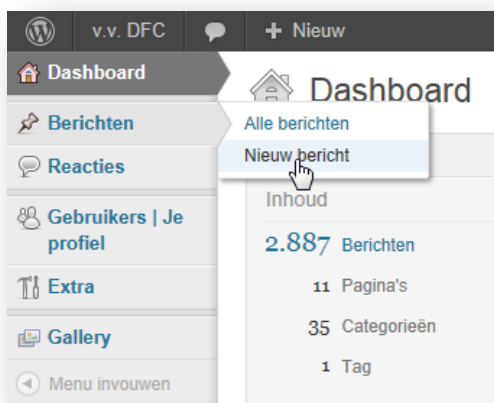 v.v. DFC + Nieuw
Dashboard
Dashboard
Berichten
Alle berichten
Nieuw bericht
Reacties
Inhoud
Gebruikers | Je
profiel
2.887 Berichten
11 Pagina's
Extra
35 Categorieën
Gallery
1 Tag
Menu invouwen